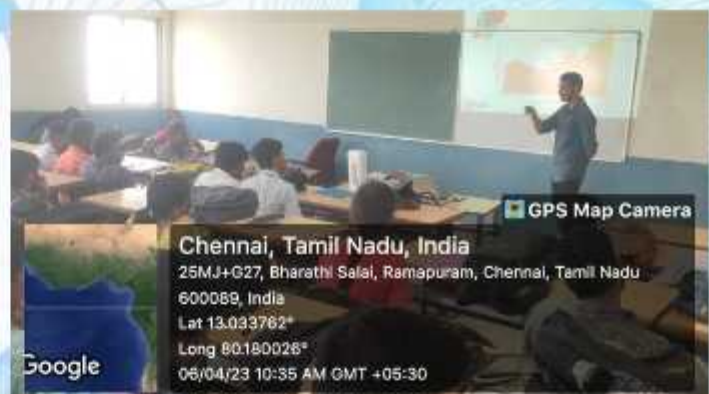 GPS Map Camera
Chennai, Tamil Nadu, India
25MJ+G27, Bharathi Salai, Ramapuram, Chennai, Tamil Nadu
600089, India
Lat 13.033762°
Long 80.180026°
06/04/23 10:35 AM GMT +05:30
Google